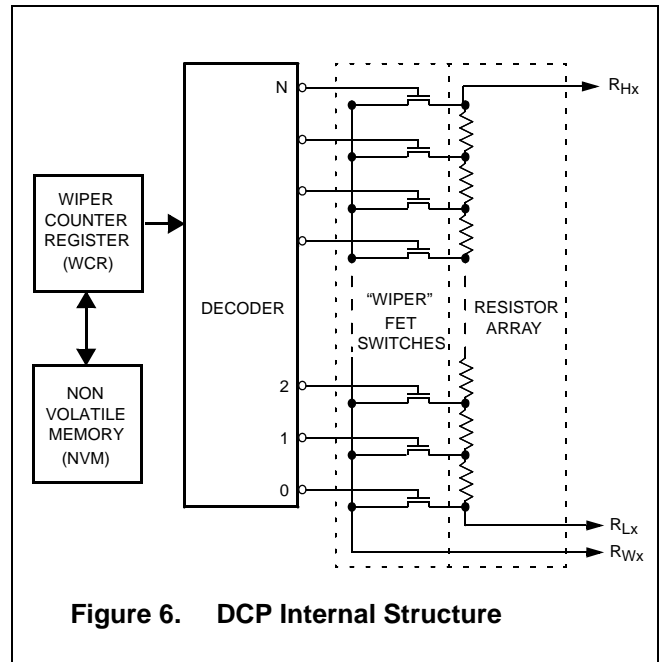 N
R_Hx
WIPER
COUNTER
REGISTER
(WCR)
DECODER
"WIPER"
FET
SWITCHES
RESISTOR
ARRAY
NON
VOLATILE
MEMORY
(NVM)
2
1
0
R_Lx
R_Wx
Figure 6. DCP Internal Structure